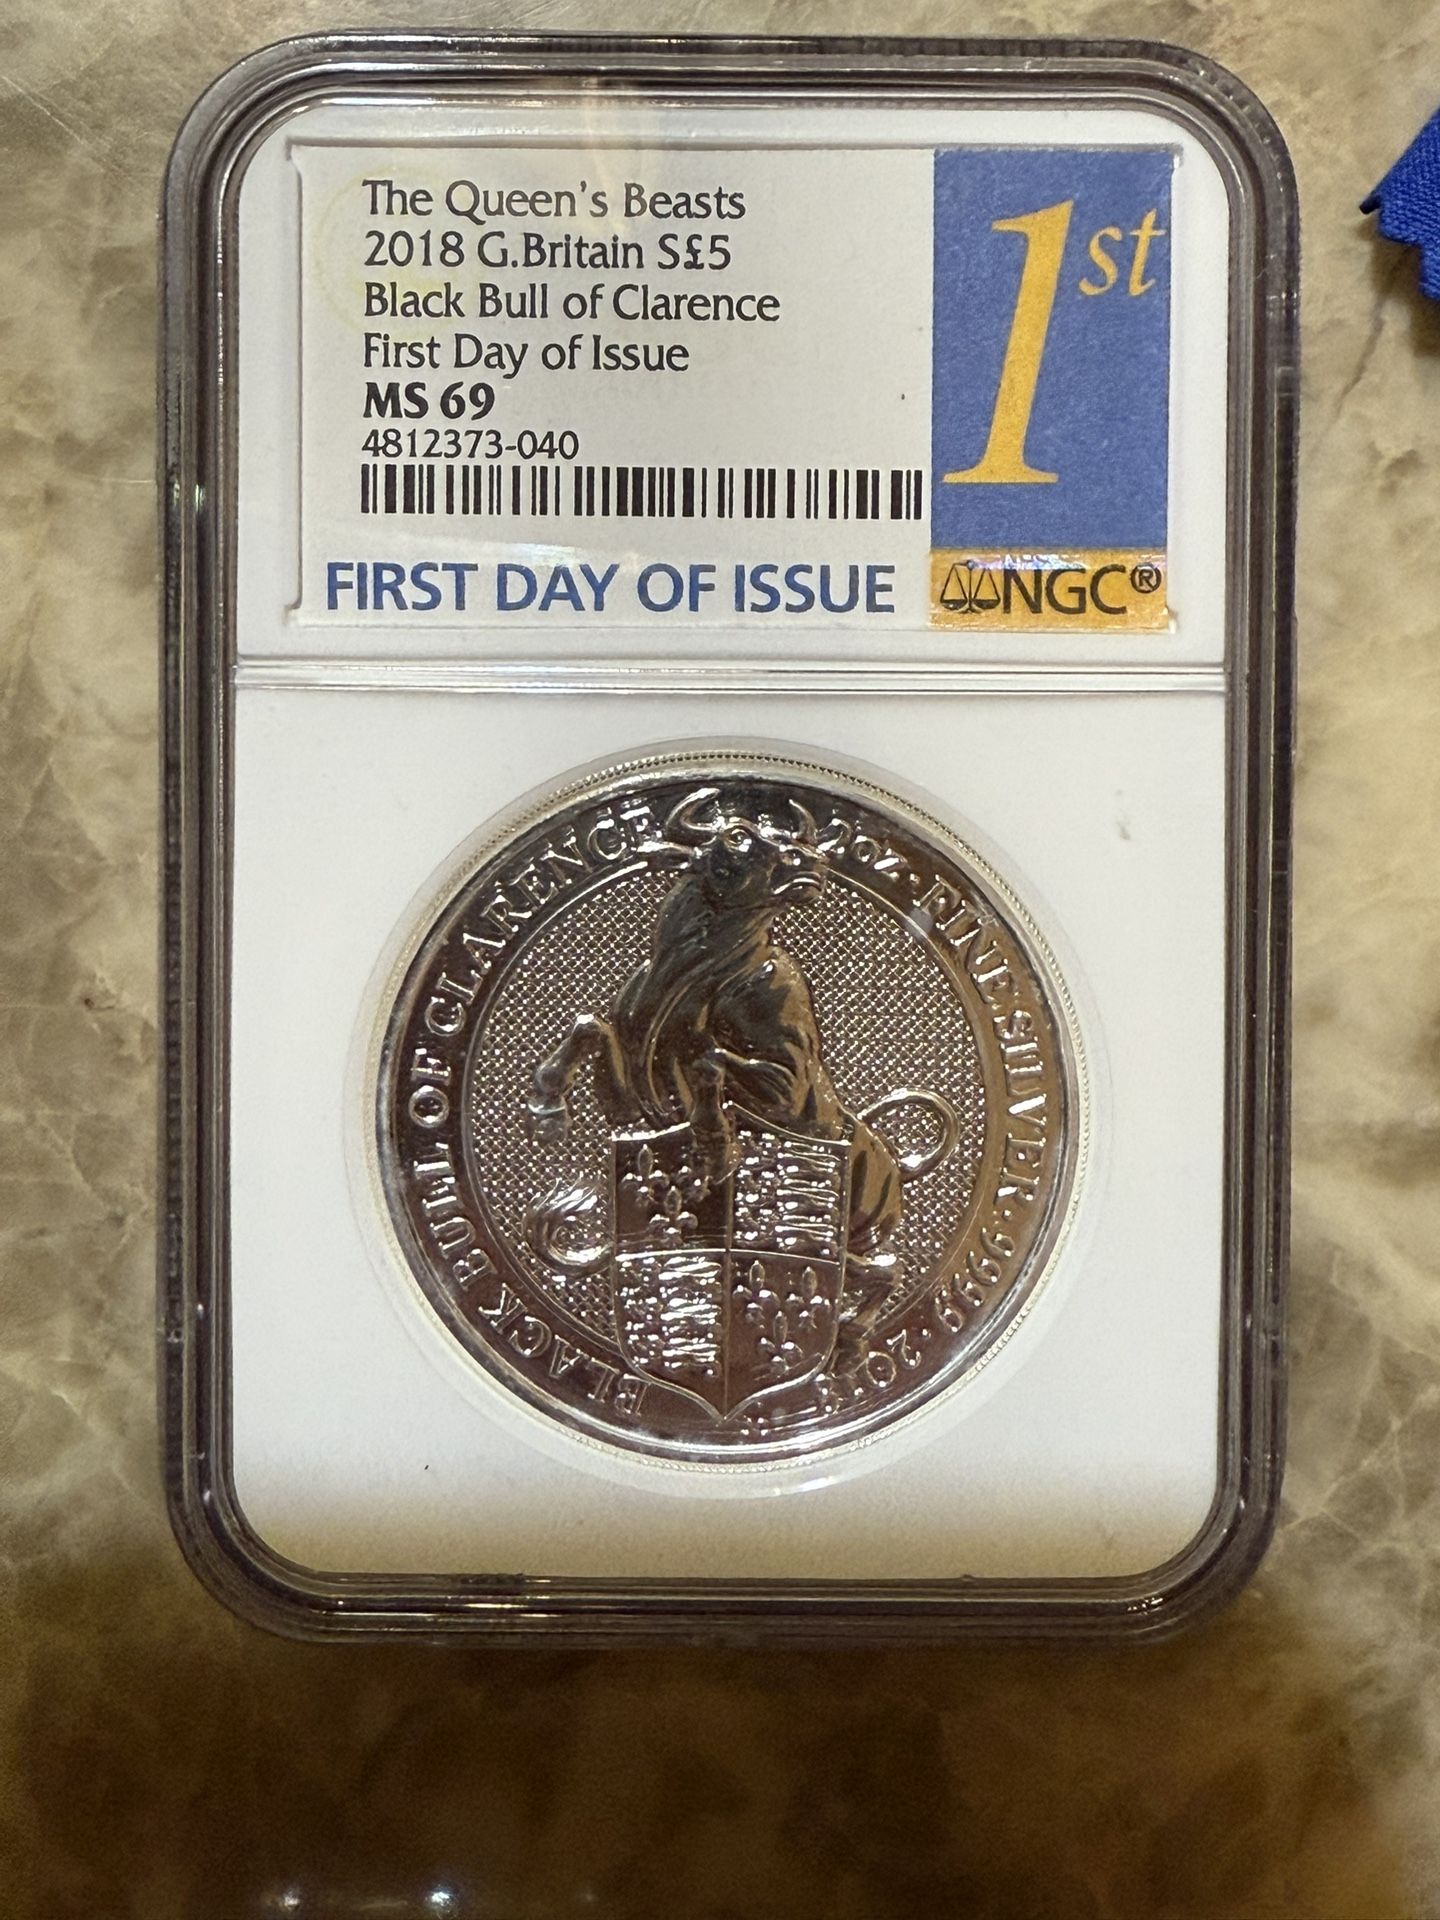 The Queen's Beasts
2018 G.Britain S£5
Black Bull of Clarence
First Day of Issue
MS 69
4812373-040
1st
FIRST DAY OF ISSUE
NGC®
BLACK BULL OF CLARENCE
2OZ · FINE SILVER · 9999 · 2018